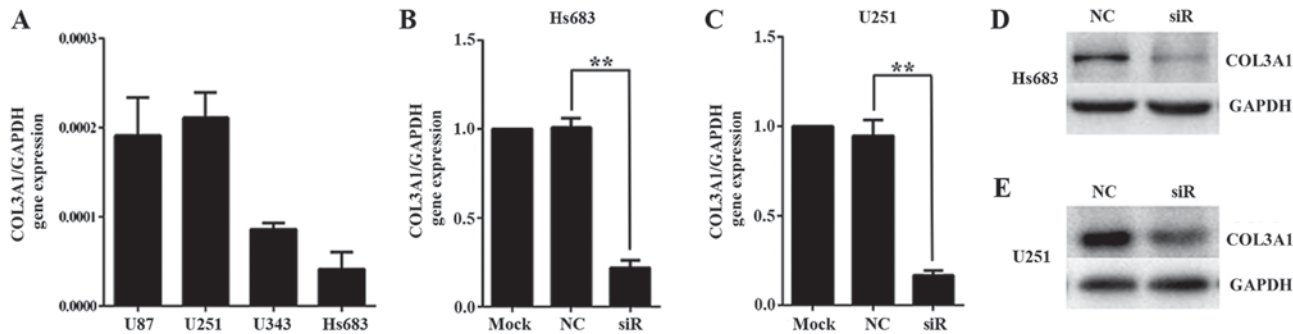 A
COL3A1/GAPDH
gene expression
0.0003
0.0002
0.0001
0.0000
U87 U251 U343 Hs683
B
Hs683
COL3A1/GAPDH
gene expression
1.5
1.0
0.5
0.0
**
Mock NC siR
C
U251
COL3A1/GAPDH
gene expression
1.5
1.0
0.5
0.0
**
Mock NC siR
D
NC siR
Hs683
COL3A1
GAPDH
E
NC siR
U251
COL3A1
GAPDH